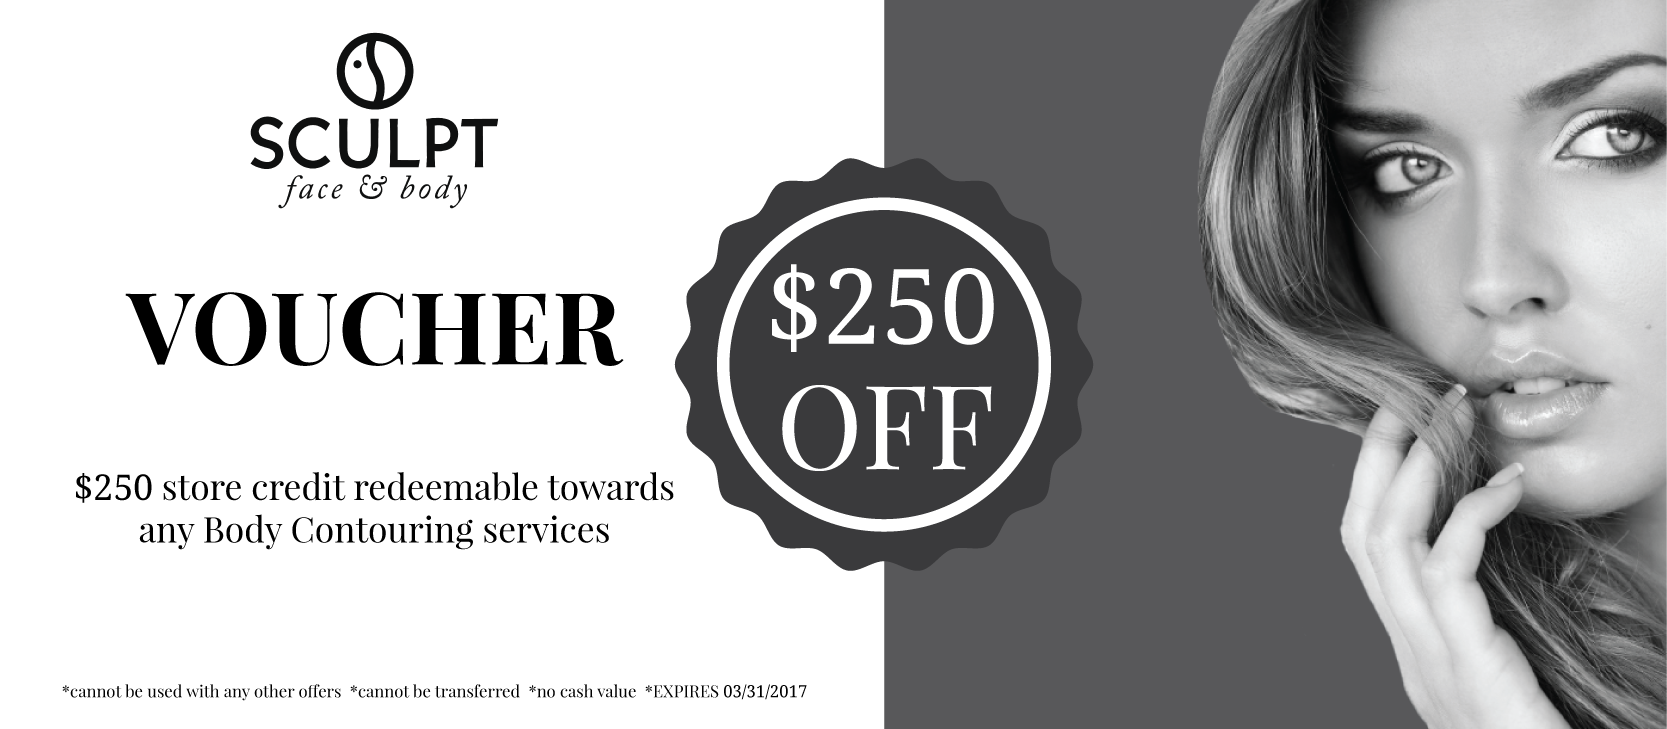 SCULPT
face & body
VOUCHER
$250
OFF
$250 store credit redeemable towards
any Body Contouring services
*cannot be used with any other offers *cannot be transferred *no cash value *EXPIRES 03/31/2017